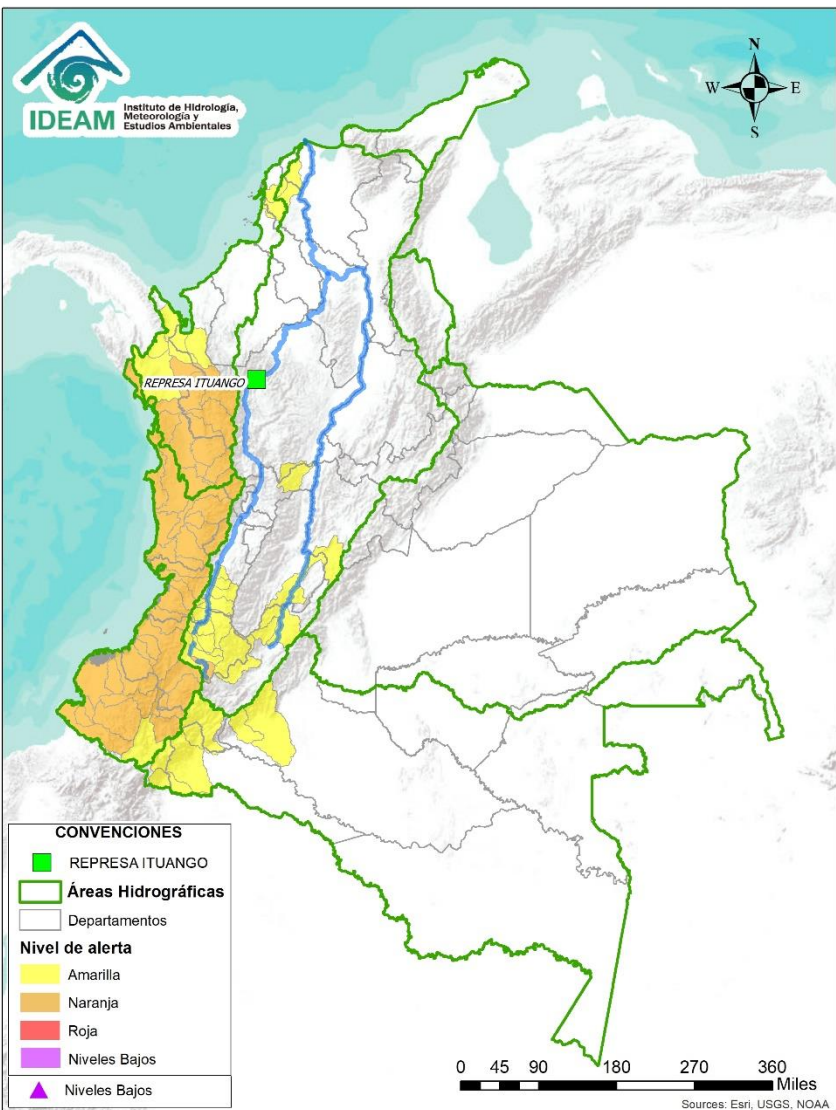 IDEAM
Instituto de Hidrología,
Meteorología y
Estudios Ambientales
N
W
E
S
REPRESA ITUANGO
CONVENCIONES
REPRESA ITUANGO
Áreas Hidrográficas
Departamentos
Nivel de alerta
Amarilla
Naranja
Roja
Niveles Bajos
Niveles Bajos
0 45 90 180 270 360
Miles
Sources: Esri, USGS, NOAA